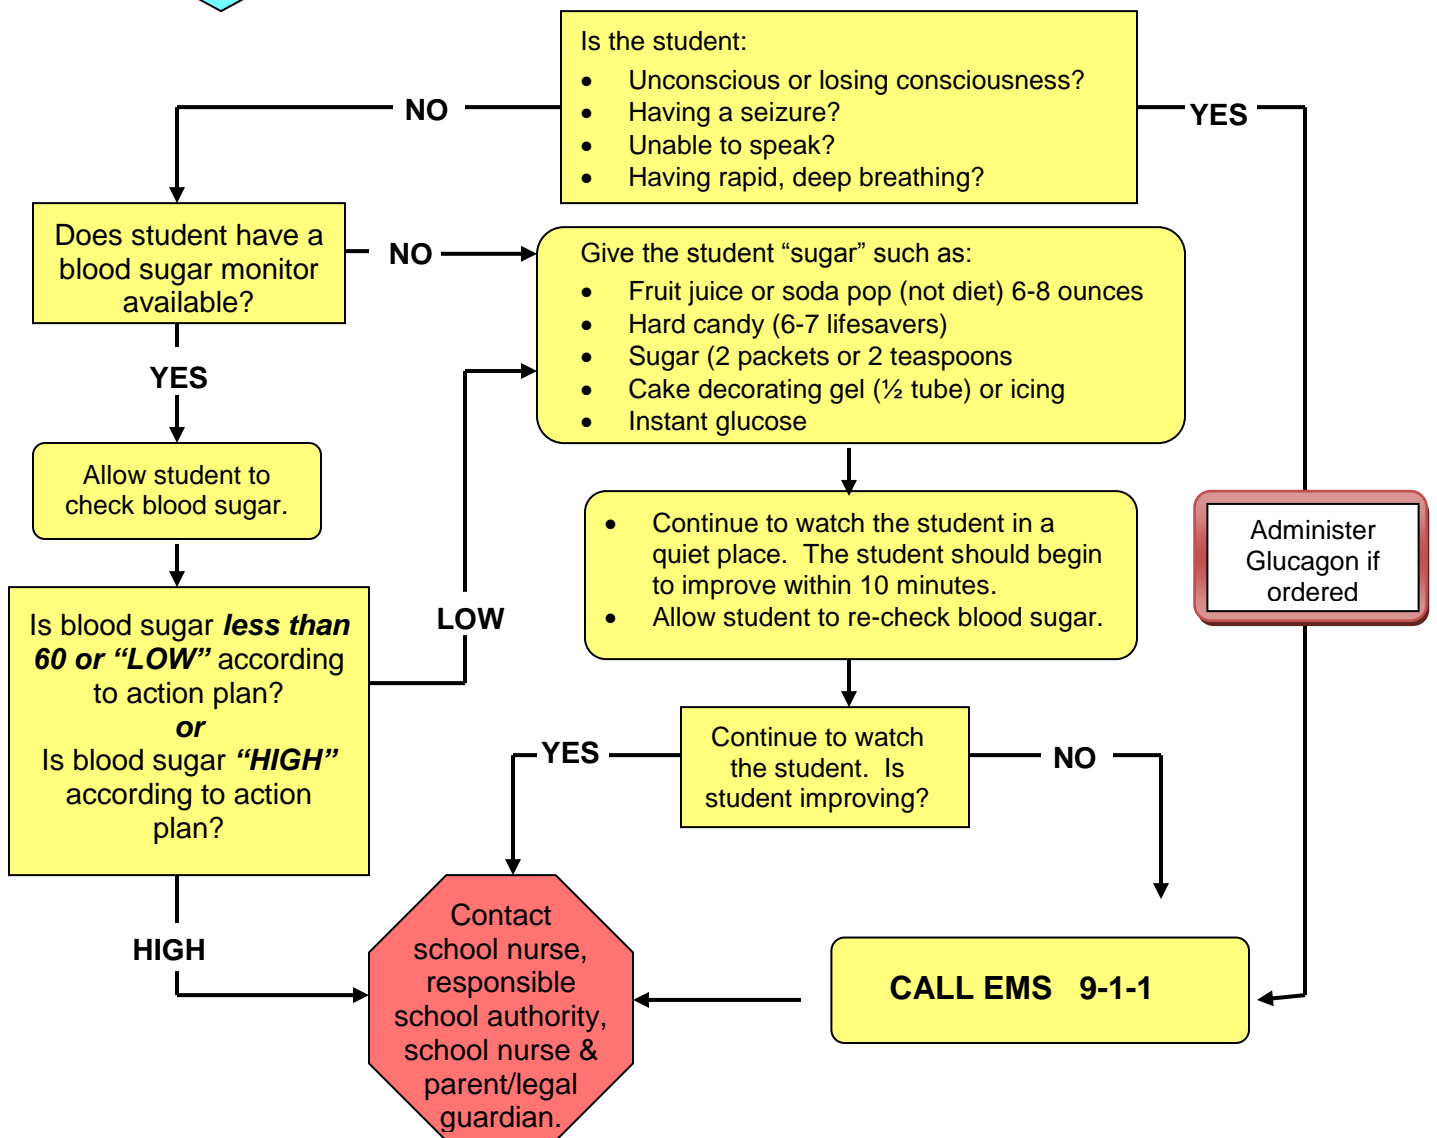 Is the student:
• Unconscious or losing consciousness?
• Having a seizure?
• Unable to speak?
• Having rapid, deep breathing?
NO
YES
Does student have a
blood sugar monitor
available?
NO
Give the student “sugar” such as:
• Fruit juice or soda pop (not diet) 6-8 ounces
• Hard candy (6-7 lifesavers)
• Sugar (2 packets or 2 teaspoons
• Cake decorating gel (½ tube) or icing
• Instant glucose
YES
Allow student to
check blood sugar.
• Continue to watch the student in a
quiet place.  The student should begin
to improve within 10 minutes.
• Allow student to re-check blood sugar.
Administer
Glucagon if
ordered
LOW
Is blood sugar less than
60 or “LOW” according
to action plan?
or
Is blood sugar “HIGH”
according to action
plan?
YES
Continue to watch
the student.  Is
student improving?
NO
HIGH
Contact
school nurse,
responsible
school authority,
school nurse &
parent/legal
guardian.
CALL EMS   9-1-1